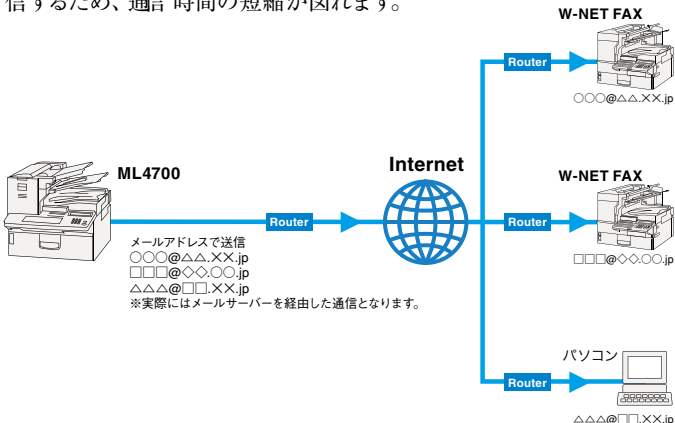 信するため、通信時間の短縮が図れます。
W-NET FAX
Router
○○○@△△.××.jp
ML4700
Internet
W-NET FAX
Router
Router
メールアドレスで送信
○○○@△△.××.jp
□□□@◇◇.○○.jp
△△△@□□.××.jp
※実際にはメールサーバーを経由した通信となります。
□□□@◇◇.○○.jp
パソコン
Router
△△△@□□.××.jp